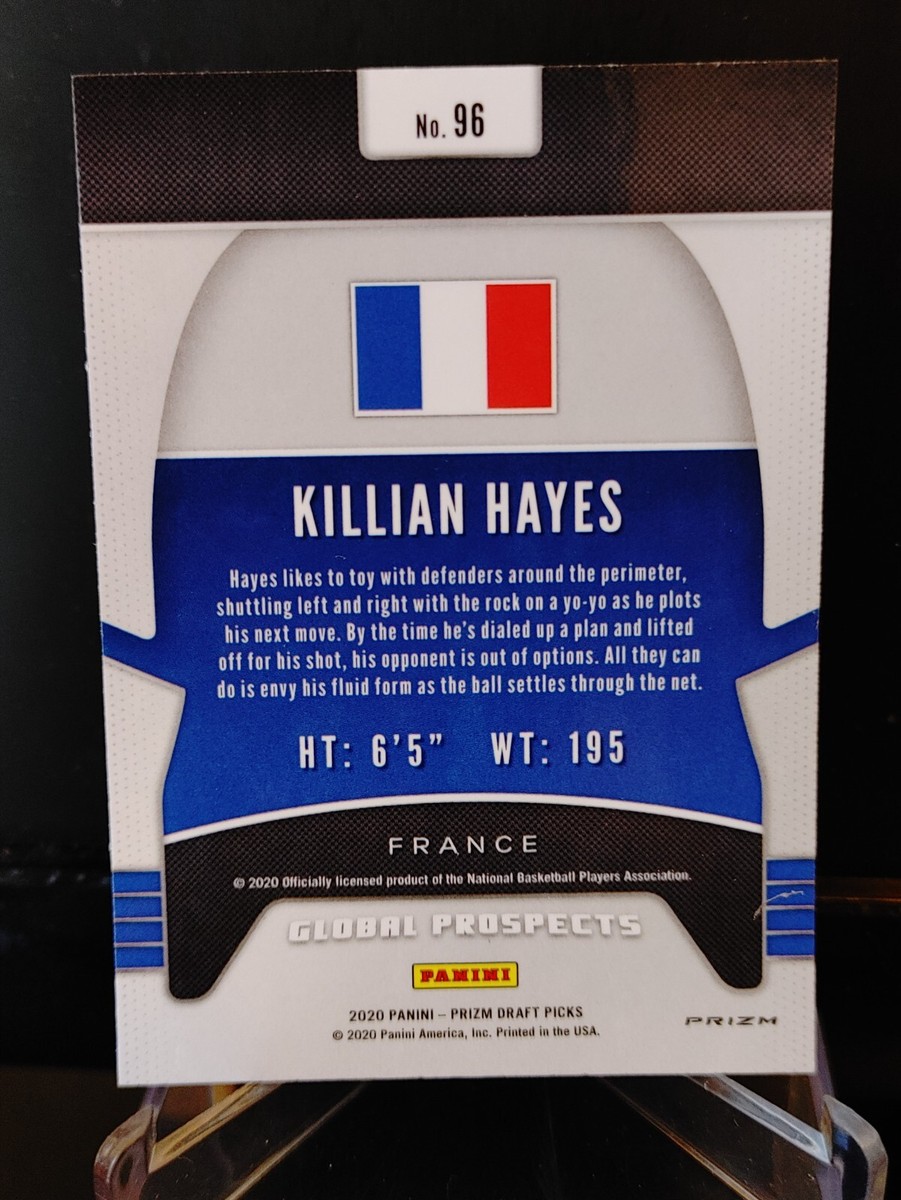 No. 96
KILLIAN HAYES
Hayes likes to toy with defenders around the perimeter,
shuttling left and right with the rock on a yo-yo as he plots
his next move. By the time he's dialed up a plan and lifted
off for his shot, his opponent is out of options. All they can
do is envy his fluid form as the ball settles through the net.
HT: 6'5" WT: 195
FRANCE
© 2020 Officially licensed product of the National Basketball Players Association.
GLOBAL PROSPECTS
PANINI
2020 PANINI – PRIZM DRAFT PICKS
© 2020 Panini America, Inc. Printed in the USA.
PRIZM